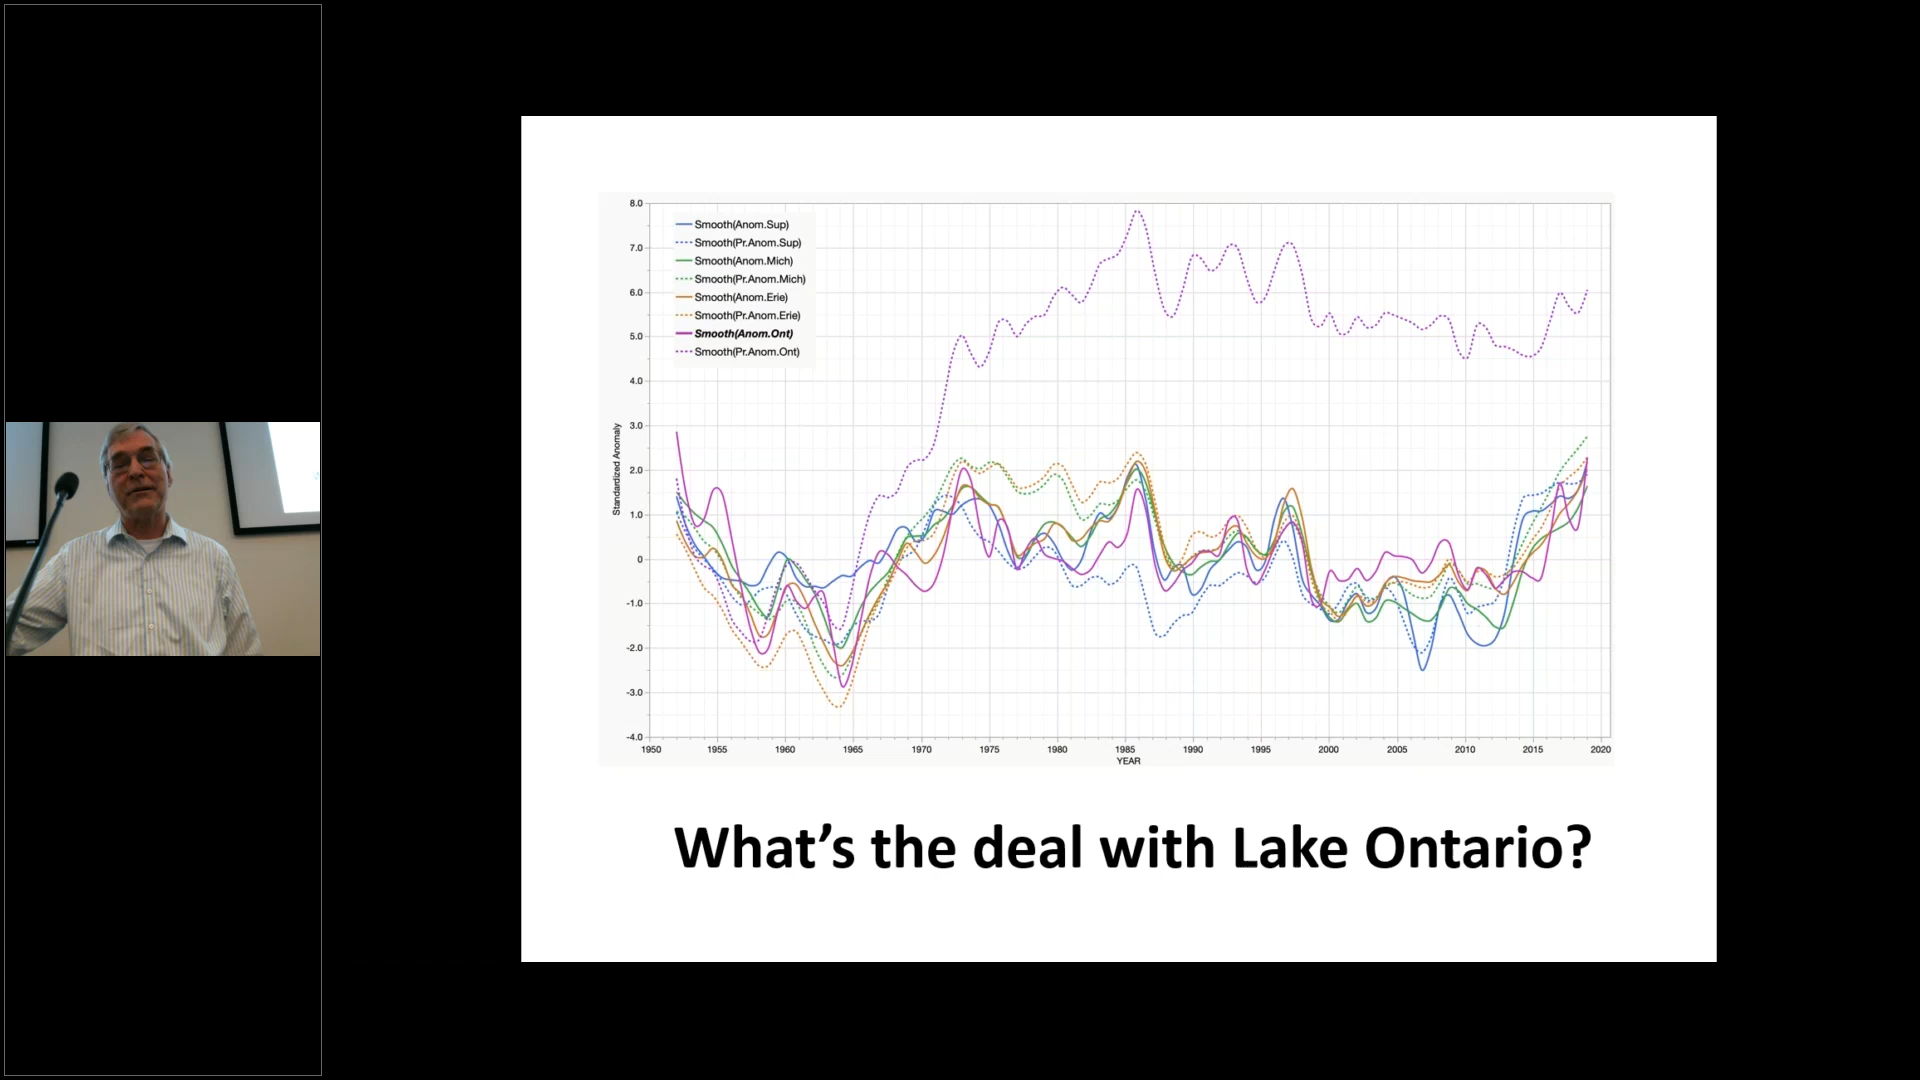 8.0
7.0
6.0
5.0
4.0
3.0
2.0
1.0
0
-1.0
-2.0
-3.0
-4.0
Standardized Anomaly
Smooth(Anom.Sup)
Smooth(Pr.Anom.Sup)
Smooth(Anom.Mich)
Smooth(Pr.Anom.Mich)
Smooth(Anom.Erie)
Smooth(Pr.Anom.Erie)
Smooth(Anom.Ont)
Smooth(Pr.Anom.Ont)
1950 1955 1960 1965 1970 1975 1980 1985 1990 1995 2000 2005 2010 2015 2020
YEAR
What’s the deal with Lake Ontario?